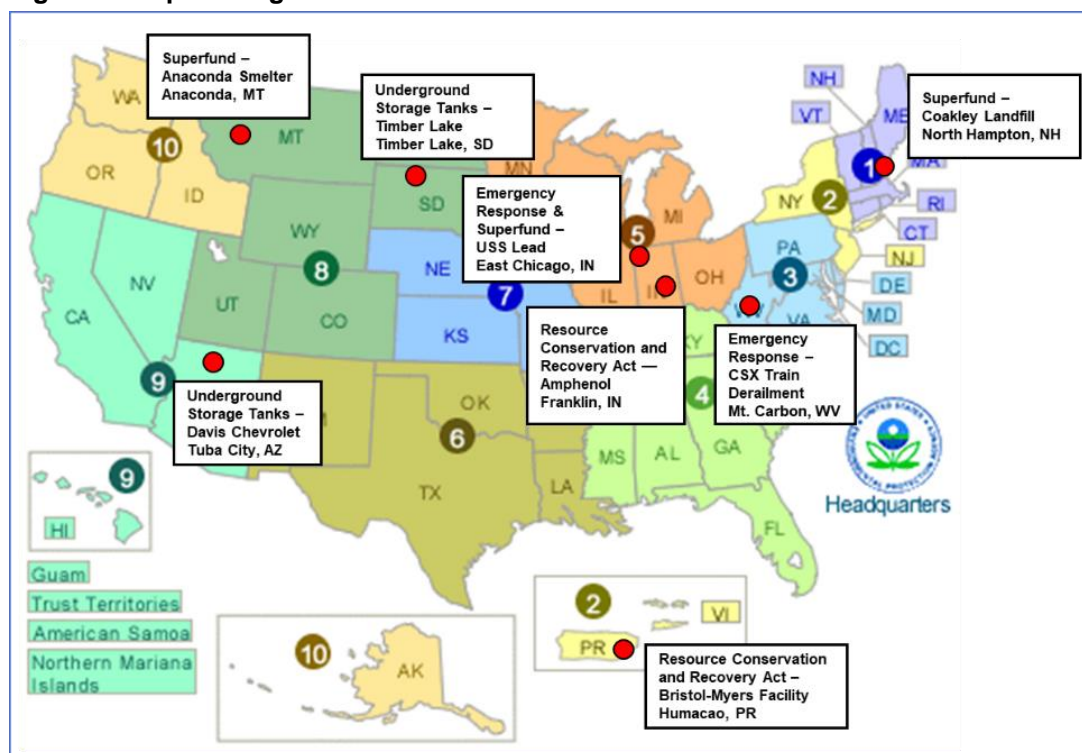 Superfund –
Anaconda Smelter
Anaconda, MT
Underground
Storage Tanks –
Timber Lake
Timber Lake, SD
NH
VT
ME
Superfund –
Coakley Landfill
North Hampton, NH
WA
MT
10
OR
ID
MN
SD
1
MA
2
NY
RI
CT
Emergency
Response &
Superfund –
USS Lead
East Chicago, IN
MI
5
WY
8
NE
7
PA
3
NJ
DE
MD
DC
NV
UT
CO
KS
CA
IL
IN
OH
WV
VA
KY
Resource
Conservation and
Recovery Act —
Amphenol
Franklin, IN
Emergency
Response –
CSX Train
Derailment
Mt. Carbon, WV
9
Underground
Storage Tanks –
Davis Chevrolet
Tuba City, AZ
OK
6
4
TX
MS
AL
GA
LA
FL
UNITED STATES
Headquarters
9
HI
Guam
Trust Territories
American Samoa
Northern Mariana
Islands
10
AK
2
VI
PR
Resource Conservation
and Recovery Act –
Bristol-Myers Facility
Humacao, PR